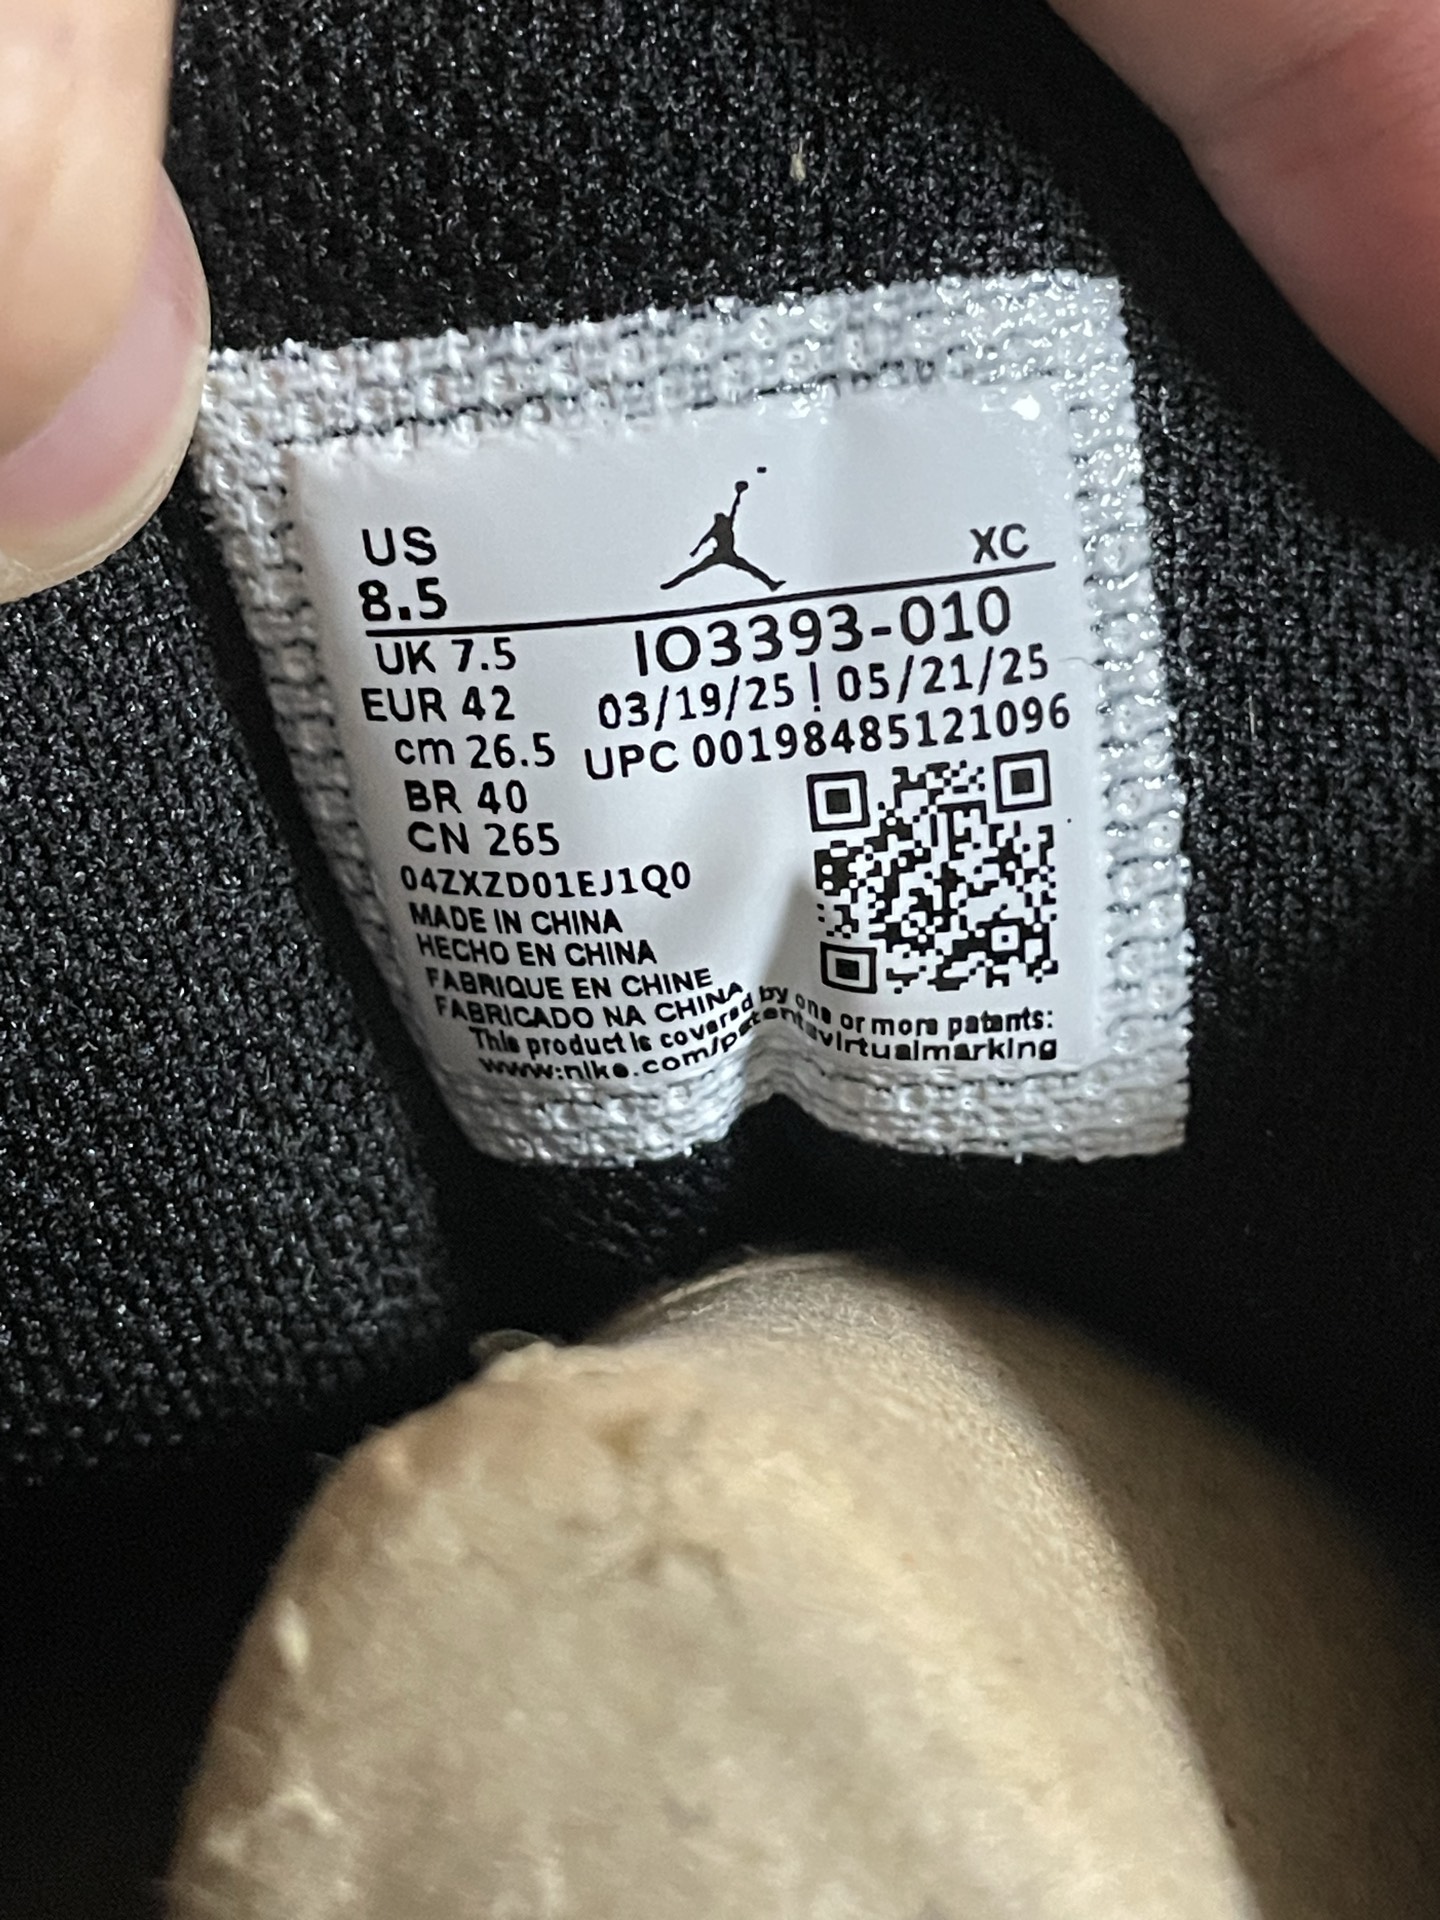 US XC
8.5
UK 7.5 IO3393-010
EUR 42 03/19/25 | 05/21/25
cm 26.5 UPC 00198485121096
BR 40
CN 265
04ZXZD01EJ1Q0
MADE IN CHINA
HECHO EN CHINA
FABRIQUE EN CHINE
FABRICADO NA CHINA
This product is covered by one or more patents:
www.nike.com/patentsvirtualmarking